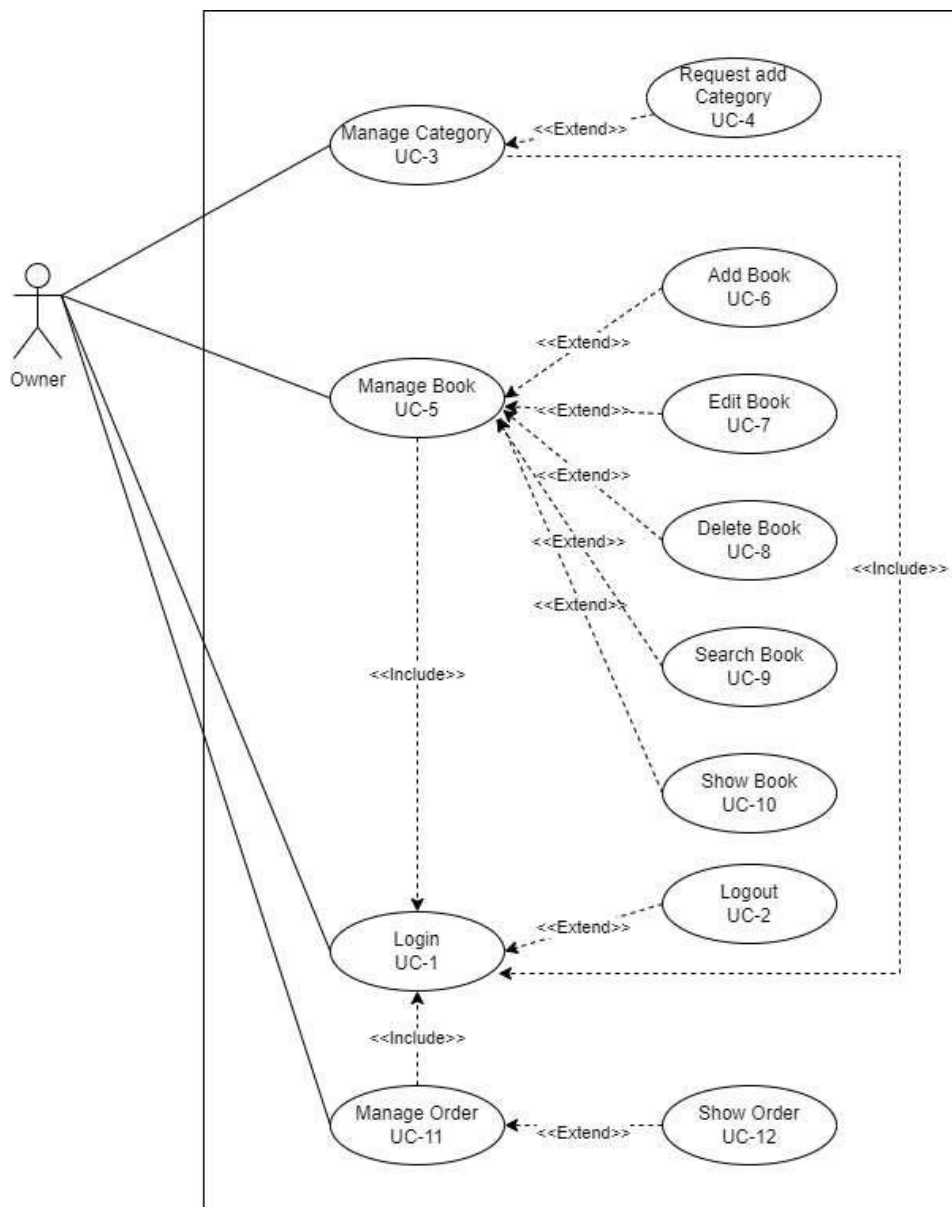 Request add
Category
UC-4
<<Extend>>
Manage Category
UC-3
Add Book
UC-6
<<Extend>>
Owner
Manage Book
UC-5
Edit Book
UC-7
<<Extend>>
<<Extend>>
Delete Book
UC-8
<<Extend>>
<<Include>>
<<Extend>>
Search Book
UC-9
<<Include>>
Show Book
UC-10
Logout
UC-2
<<Extend>>
Login
UC-1
<<Include>>
Manage Order
UC-11
<<Extend>>
Show Order
UC-12